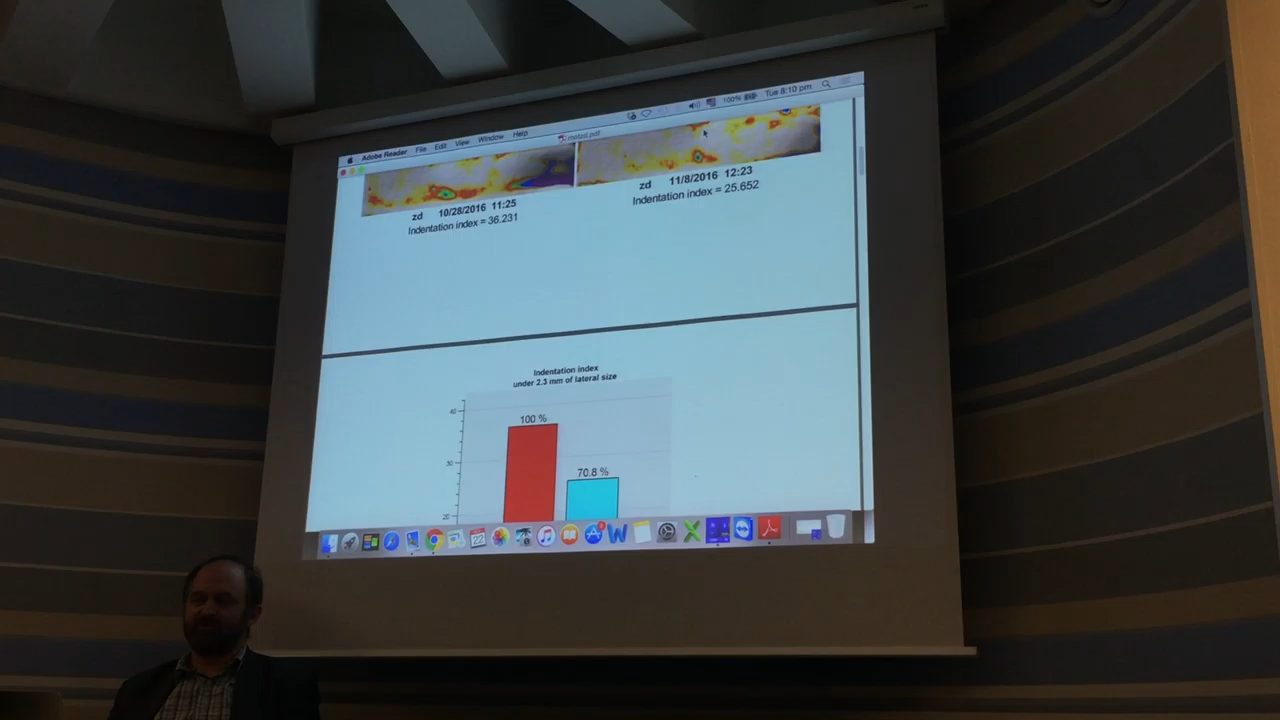 Adobe Reader File Edit View Window Help 100% Tue 8:10 pm
zd 10/28/2016 11:25
Indentation index = 36.231
zd 11/8/2016 12:23
Indentation index = 25.652
Indentation index
under 2.3 mm of lateral size
40
100 %
30
70.8 %
20
22